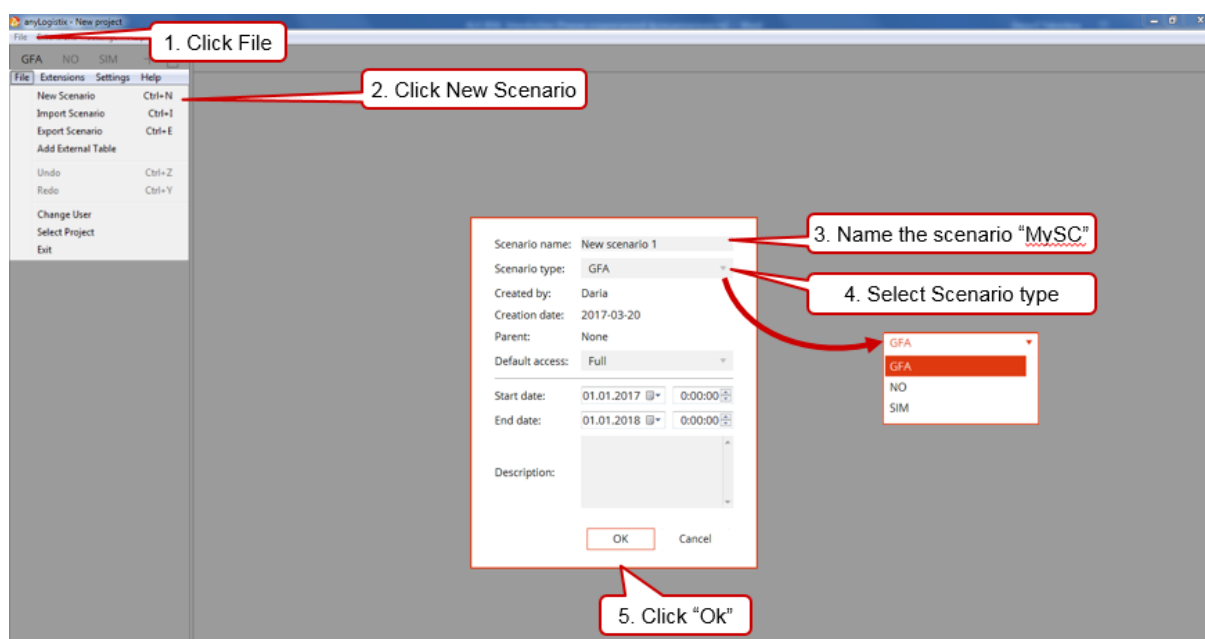 anyLogistix - New project
File
1. Click File
GFA NO SIM
File Extensions Settings Help
New Scenario Ctrl+N
Import Scenario Ctrl+I
Export Scenario Ctrl+E
Add External Table
Undo Ctrl+Z
Redo Ctrl+Y
Change User
Select Project
Exit
2. Click New Scenario
Scenario name: New scenario 1
3. Name the scenario “MySC”
Scenario type: GFA
4. Select Scenario type
Created by: Daria
Creation date: 2017-03-20
Parent: None
Default access: Full
Start date: 01.01.2017 0:00:00
End date: 01.01.2018 0:00:00
Description:
OK Cancel
GFA
GFA
NO
SIM
5. Click “Ok”